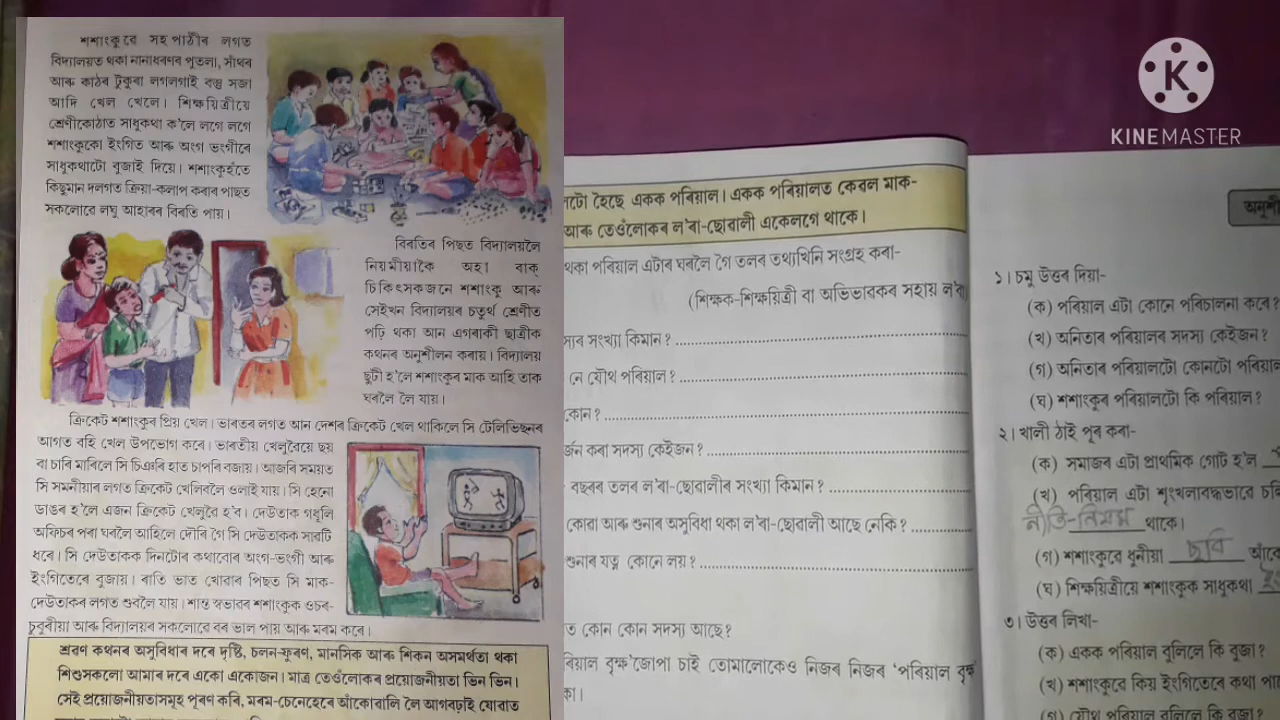 শশাংকুৱে সহপাঠীৰ লগত
বিদ্যালয়ত থকা নানাধৰণৰ পুতলা, সাঁথৰ
আৰু কাঠৰ টুকুৰা লগলগাই বস্তু সজা
আদি খেল খেলে। শিক্ষয়িত্ৰীয়ে
শ্ৰেণীকোঠাত সাধুকথা ক’লে লগে লগে
শশাংকুকো ইংগিত আৰু অংগ ভংগীৰে
সাধুকথাটো বুজাই দিয়ে। শশাংকুহঁতে
কিছুমান দলগত ক্ৰিয়া-কলাপ কৰাৰ পাছত
সকলোৱে লঘু আহাৰৰ বিৰতি পায়।
বিৰতিৰ পিছত বিদ্যালয়লৈ
নিয়মীয়াকৈ অহা বাক্
চিকিৎসকজনে শশাংকু আৰু
সেইখন বিদ্যালয়ৰ চতুৰ্থ শ্ৰেণীত
পঢ়ি থকা আন এগৰাকী ছাত্ৰীক
কথনৰ অনুশীলন কৰায়। বিদ্যালয়
ছুটী হ’লে শশাংকুৰ মাক আহি তাক
ঘৰলৈ লৈ যায়।
ক্ৰিকেট শশাংকুৰ প্ৰিয় খেল। ভাৰতৰ লগত আন দেশৰ ক্ৰিকেট খেল থাকিলে সি টেলিভিছনৰ
আগত বহি খেল উপভোগ কৰে। ভাৰতীয় খেলুৱৈয়ে ছয়
বা চাৰি মাৰিলে সি চিঞৰি হাত চাপৰি বজায়। আজৰি সময়ত
সি সমনীয়াৰ লগত ক্ৰিকেট খেলিবলৈ ওলাই যায়। সি হেনো
ডাঙৰ হ’লে এজন ক্ৰিকেট খেলুৱৈ হ’ব। দেউতাক গধূলি
অফিচৰ পৰা ঘৰলৈ আহিলে দৌৰি গৈ সি দেউতাকক সাৱটি
ধৰে। সি দেউতাকক দিনটোৰ কথাবোৰ অংগ-ভংগী আৰু
ইংগিতেৰে বুজায়। ৰাতি ভাত খোৱাৰ পিছত সি মাক-
দেউতাকৰ লগত শুবলৈ যায়। শান্ত স্বভাৱৰ শশাংকুক ওচৰ-
চুবুৰীয়া আৰু বিদ্যালয়ৰ সকলোৱে বৰ ভাল পায় আৰু মৰম কৰে।
শ্ৰৱণ কথনৰ অসুবিধাৰ দৰে দৃষ্টি, চলন-ফুৰণ, মানসিক আৰু শিকন অসমৰ্থতা থকা
শিশুসকলো আমাৰ দৰে একো একোজন। মাত্ৰ তেওঁলোকৰ প্ৰয়োজনীয়তা ভিন ভিন।
সেই প্ৰয়োজনীয়তাসমূহ পূৰণ কৰি, মৰম-চেনেহেৰে আঁকোৱালি লৈ আগবঢ়াই যোৱাত
KINEMASTER
হৈছে একক পৰিয়াল। একক পৰিয়ালত কেৱল মাক-
আৰু তেওঁলোকৰ ল’ৰা-ছোৱালী একেলগে থাকে।
থকা পৰিয়াল এটাৰ ঘৰলৈ গৈ তলৰ তথ্যখিনি সংগ্ৰহ কৰা-
(শিক্ষক-শিক্ষয়িত্ৰী বা অভিভাৱকৰ সহায় ল’বা)
সংখ্যা কিমান? ....................
নে যৌথ পৰিয়াল? ....................
কোন? ....................
কৰা সদস্য কেইজন? ....................
বছৰৰ তলৰ ল’ৰা-ছোৱালীৰ সংখ্যা কিমান? ....................
কোৱা আৰু শুনাৰ অসুবিধা থকা ল’ৰা-ছোৱালী আছে নেকি? ....................
শুনাৰ যত্ন কোনে লয়? ....................
কোন কোন সদস্য আছে?
বৃক্ষ’জোপা চাই তোমালোকেও নিজৰ নিজৰ ‘পৰিয়াল বৃক্ষ
১। চমু উত্তৰ দিয়া-
(ক) পৰিয়াল এটা কোনে পৰিচালনা কৰে?
(খ) অনিতাৰ পৰিয়ালৰ সদস্য কেইজন?
(গ) অনিতাৰ পৰিয়ালটো কোনটো
(ঘ) শশাংকুৰ পৰিয়ালটো কি পৰিয়াল?
২। খালী ঠাই পূৰ কৰা-
(ক) সমাজৰ এটা প্ৰাথমিক গোট হ’ল
(খ) পৰিয়াল এটা শৃংখলাবদ্ধভাৱে
নীতি-নিয়ম থাকে।
(গ) শশাংকুৱে ধুনীয়া ছবি
(ঘ) শিক্ষয়িত্ৰীয়ে শশাংকুক সাধুকথা
৩। উত্তৰ লিখা-
(ক) একক পৰিয়াল বুলিলে কি বুজা?
(খ) শশাংকুৱে কিয় ইংগিতেৰে কথা
(গ) যৌথ পৰিয়াল বুলিলে কি বুজা?